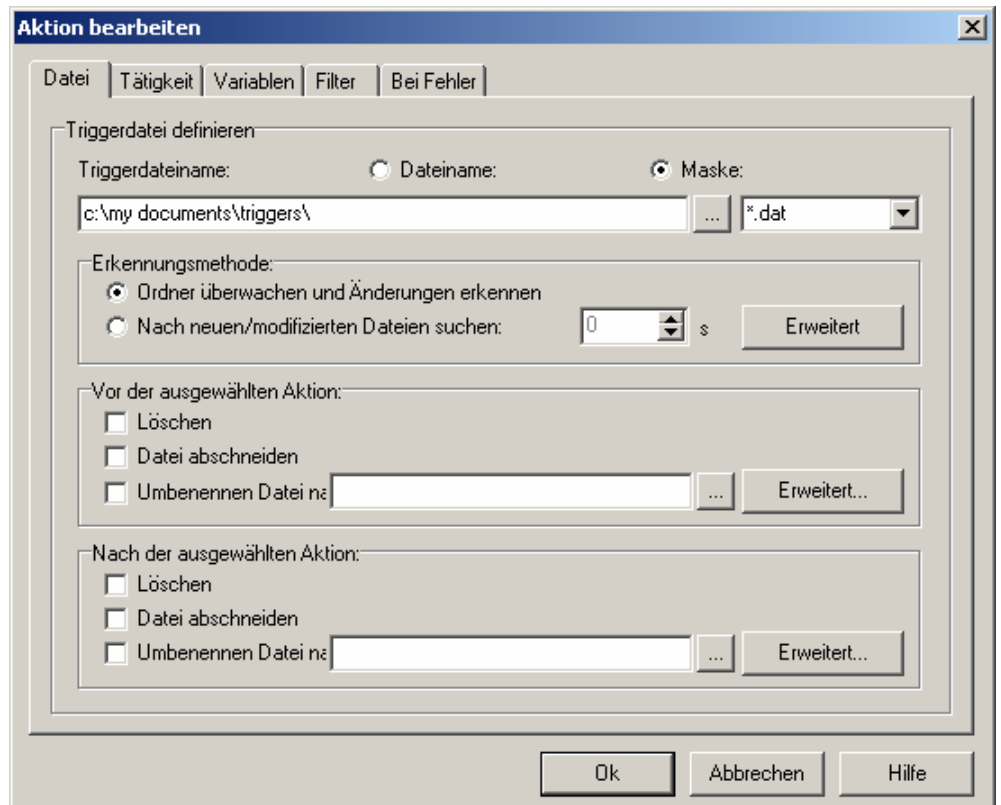 Aktion bearbeiten
Datei Tätigkeit Variablen Filter Bei Fehler
Triggerdatei definieren
Triggerdateiname: Dateiname: Maske:
c:\my documents\triggers\ ... *.dat
Erkennungsmethode:
Ordner überwachen und Änderungen erkennen
Nach neuen/modifizierten Dateien suchen: 0 s Erweitert
Vor der ausgewählten Aktion:
Löschen
Datei abschneiden
Umbenennen Datei na ... Erweitert...
Nach der ausgewählten Aktion:
Löschen
Datei abschneiden
Umbenennen Datei na ... Erweitert...
Ok Abbrechen Hilfe